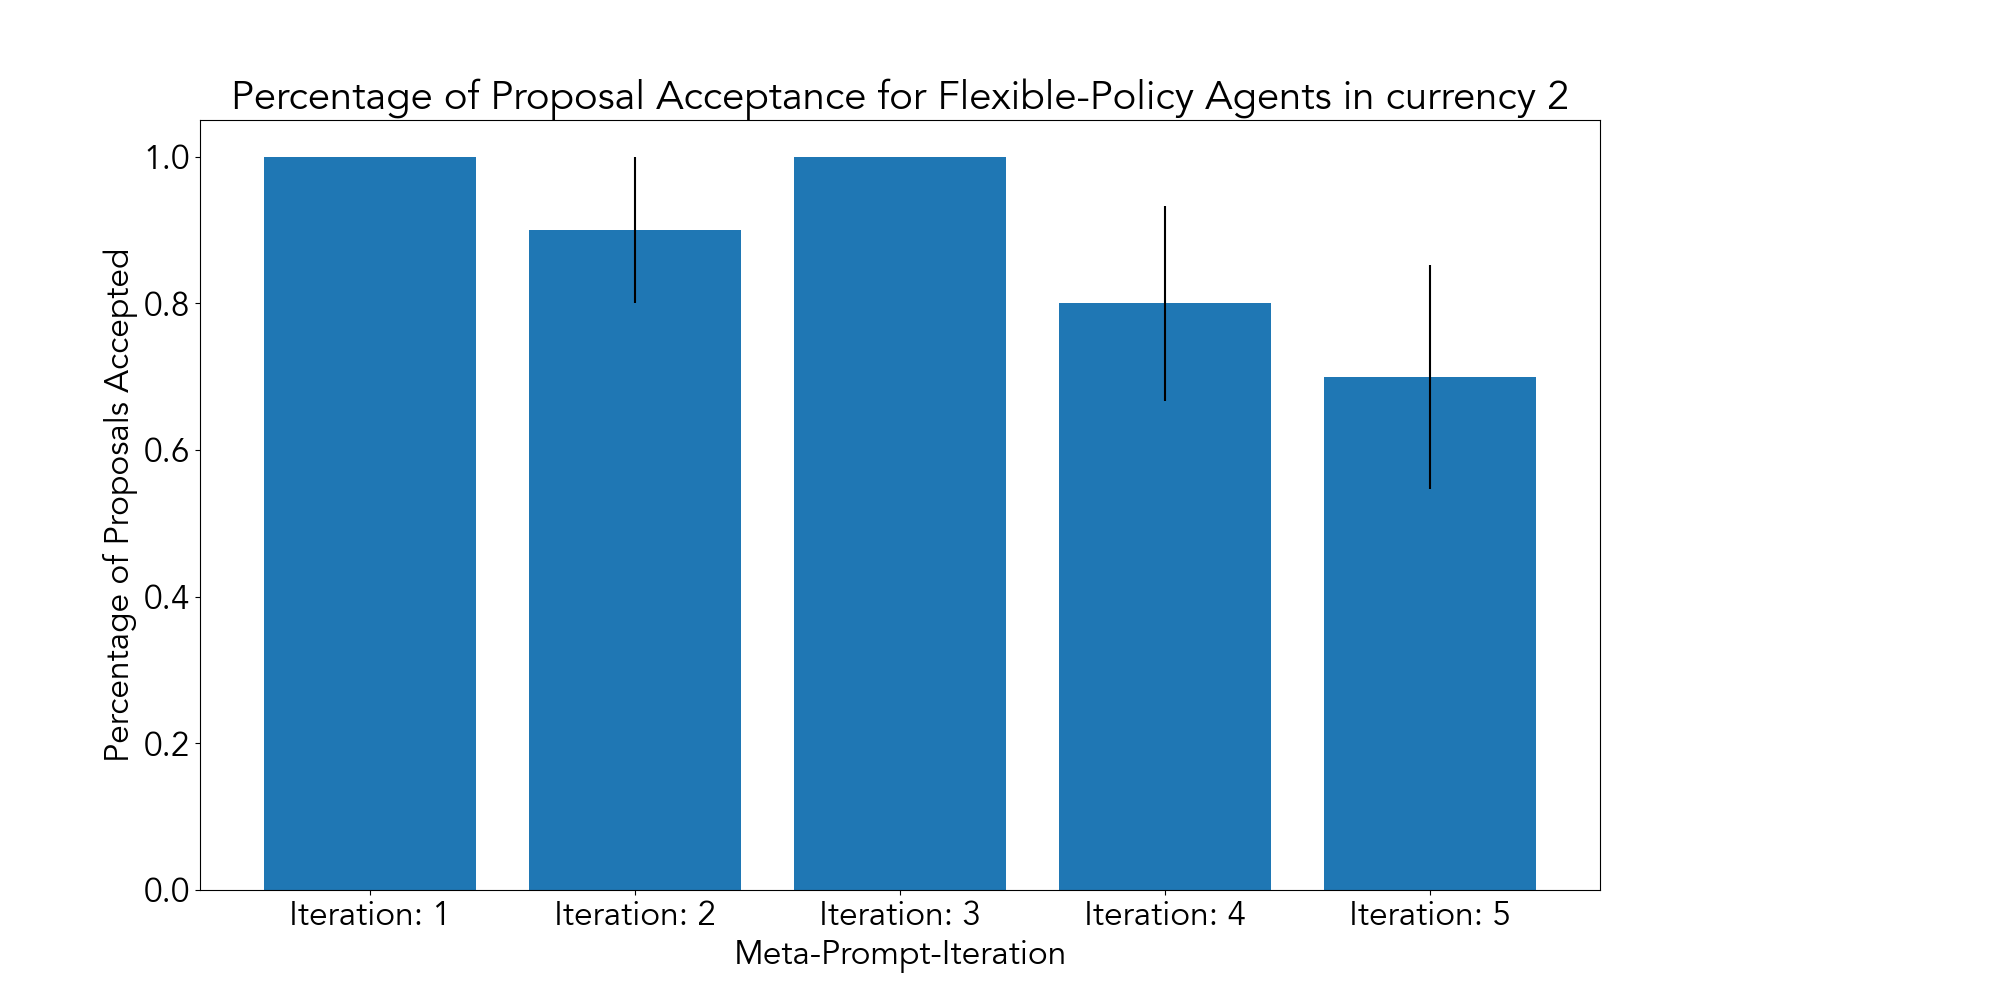 Percentage of Proposal Acceptance for Flexible-Policy Agents in currency 2
Percentage of Proposals Accepted
1.0
0.8
0.6
0.4
0.2
0.0
Iteration: 1
Iteration: 2
Iteration: 3
Iteration: 4
Iteration: 5
Meta-Prompt-Iteration